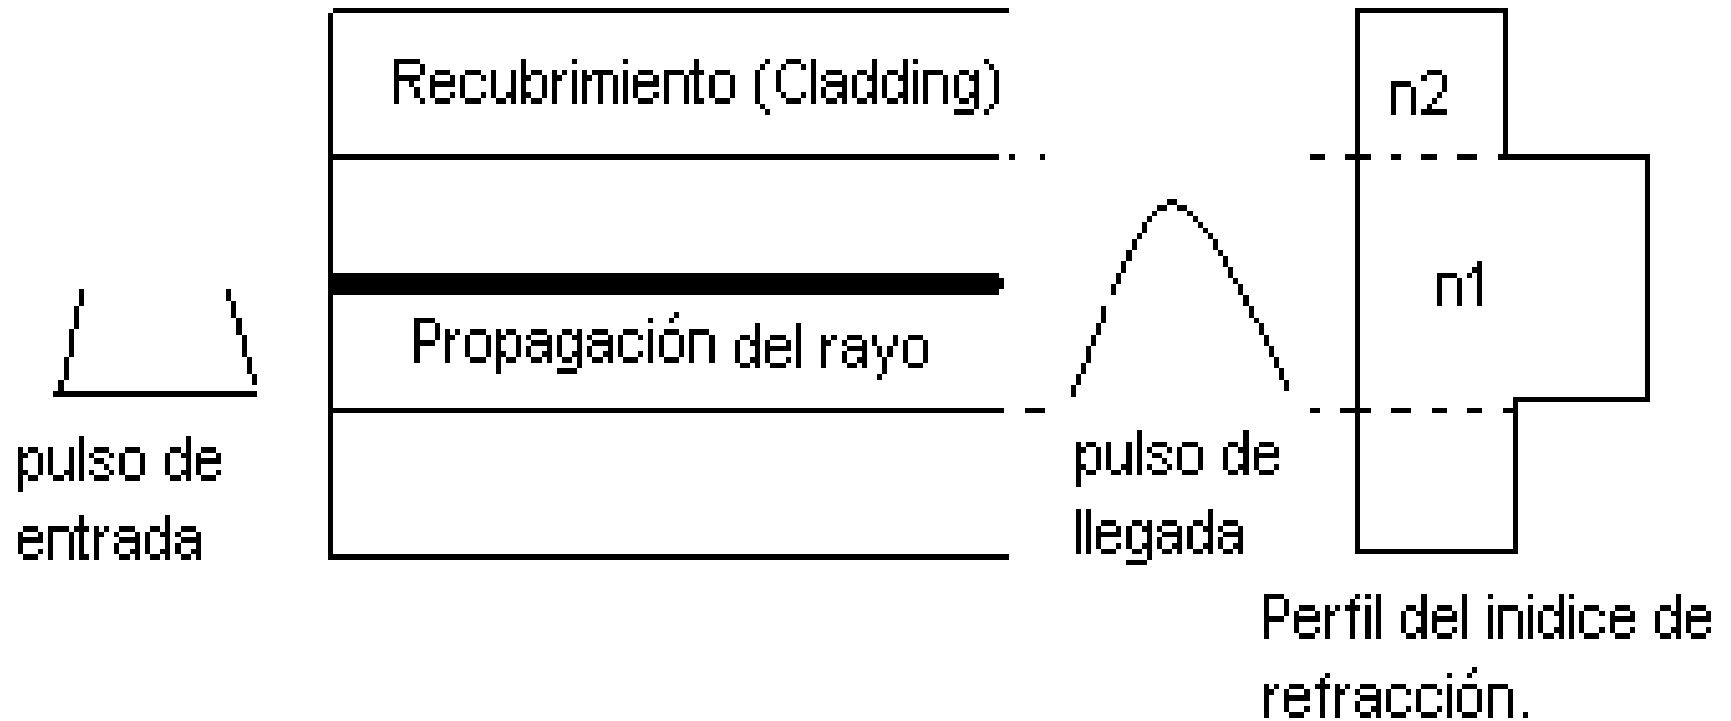 Recubrimiento (Cladding)
n2
n1
Propagación del rayo
pulso de
entrada
pulso de
llegada
Perfil del inidice de
refracción.